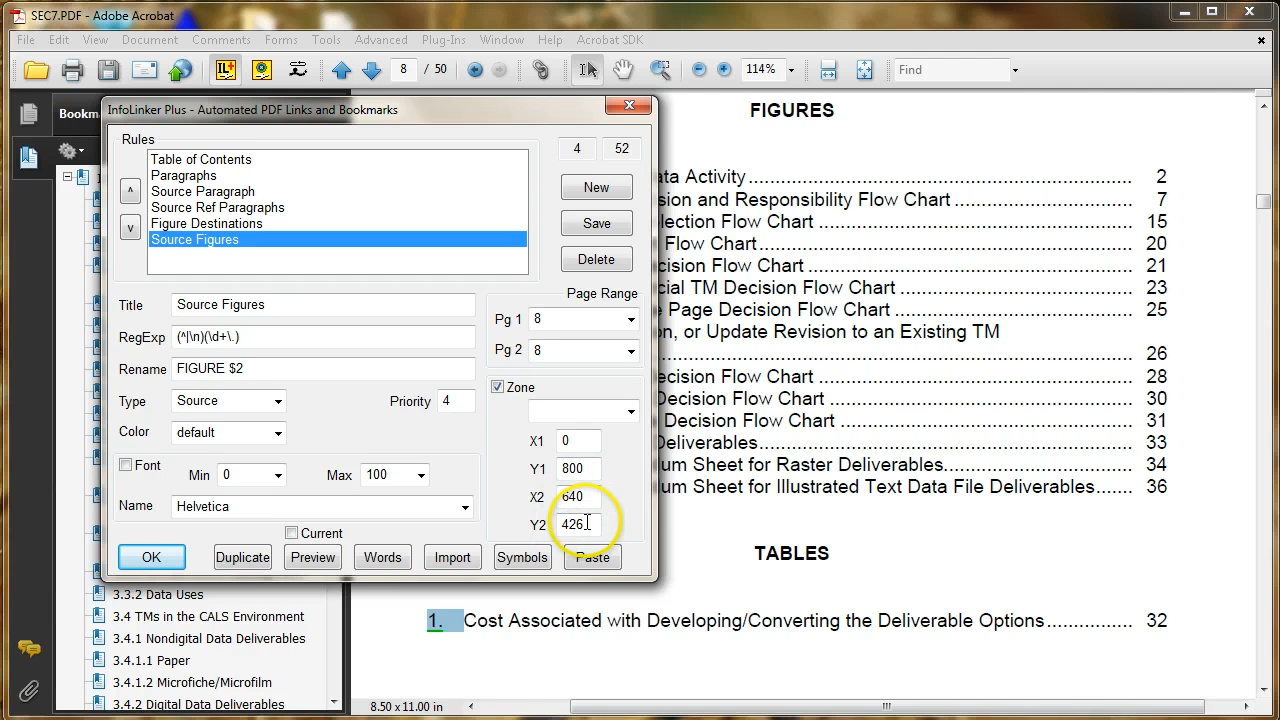 SEC7.PDF - Adobe Acrobat
File Edit View Document Comments Forms Tools Advanced Plug-Ins Window Help Acrobat SDK
8 / 50 114% Find
Bookm
InfoLinker Plus - Automated PDF Links and Bookmarks
Rules
4 52
Table of Contents
Paragraphs
Source Paragraph
Source Ref Paragraphs
Figure Destinations
Source Figures
^
v
New
Save
Delete
Title Source Figures
RegExp (^|\n)(\d+\.)
Rename FIGURE $2
Type Source Priority 4
Color default
Font Min 0 Max 100
Name Helvetica
Current
Page Range
Pg 1 8
Pg 2 8
Zone
X1 0
Y1 800
X2 640
Y2 426
OK Duplicate Preview Words Import Symbols Paste
3.3.2 Data Uses
3.4 TMs in the CALS Environment
3.4.1 Nondigital Data Deliverables
3.4.1.1 Paper
3.4.1.2 Microfiche/Microfilm
3.4.2 Digital Data Deliverables
FIGURES
ata Activity 2
sion and Responsibility Flow Chart 7
lection Flow Chart 15
Flow Chart 20
cision Flow Chart 21
cial TM Decision Flow Chart 23
e Page Decision Flow Chart 25
on, or Update Revision to an Existing TM
26
ecision Flow Chart 28
Decision Flow Chart 30
Decision Flow Chart 31
Deliverables 33
um Sheet for Raster Deliverables 34
um Sheet for Illustrated Text Data File Deliverables 36
TABLES
1. Cost Associated with Developing/Converting the Deliverable Options 32
8.50 x 11.00 in